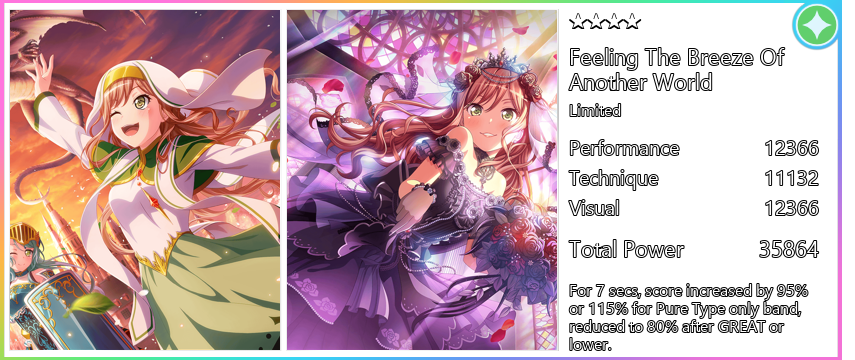 Feeling The Breeze Of
Another World
Limited
Performance 12366
Technique 11132
Visual 12366
Total Power 35864
For 7 secs, score increased by 95%
or 115% for Pure Type only band,
reduced to 80% after GREAT or
lower.